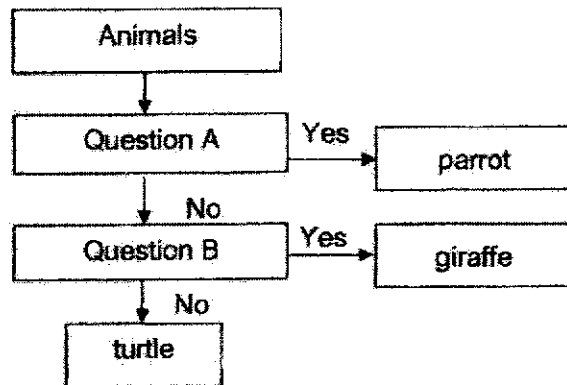 Animals
Question A
Yes
parrot
No
Question B
Yes
giraffe
No
turtle